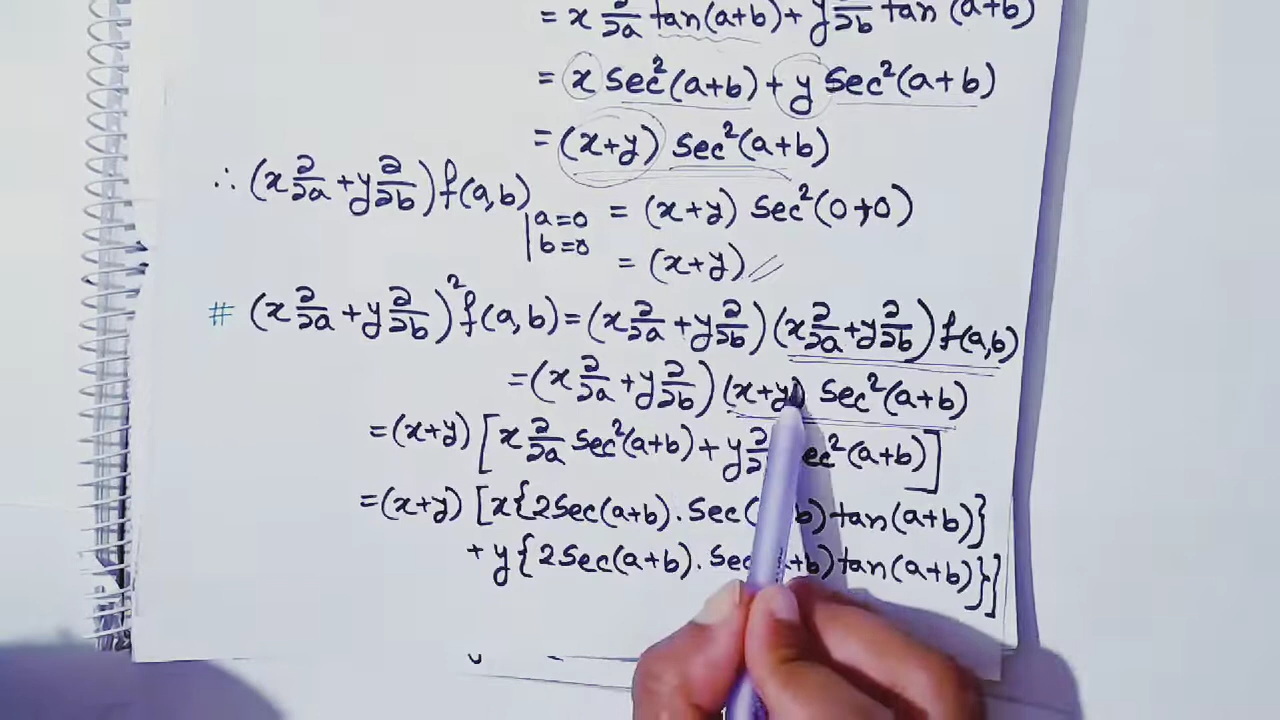 = x ∂/∂a tan(a+b) + y ∂/∂b tan(a+b)
= x Sec²(a+b) + y Sec²(a+b)
= (x+y) Sec²(a+b)
∴ (x ∂/∂a + y ∂/∂b) f(a,b) |a=0 b=0 = (x+y) Sec²(0+0)
= (x+y) //
# (x ∂/∂a + y ∂/∂b)² f(a,b) = (x ∂/∂a + y ∂/∂b) (x ∂/∂a + y ∂/∂b) f(a,b)
= (x ∂/∂a + y ∂/∂b) (x+y) Sec²(a+b)
= (x+y) [x ∂/∂a Sec²(a+b) + y ∂/ ec²(a+b)]
= (x+y) [x{2Sec(a+b) . Sec( b) tan(a+b)}
+ y{2Sec(a+b) . Sec( +b) tan(a+b)}]